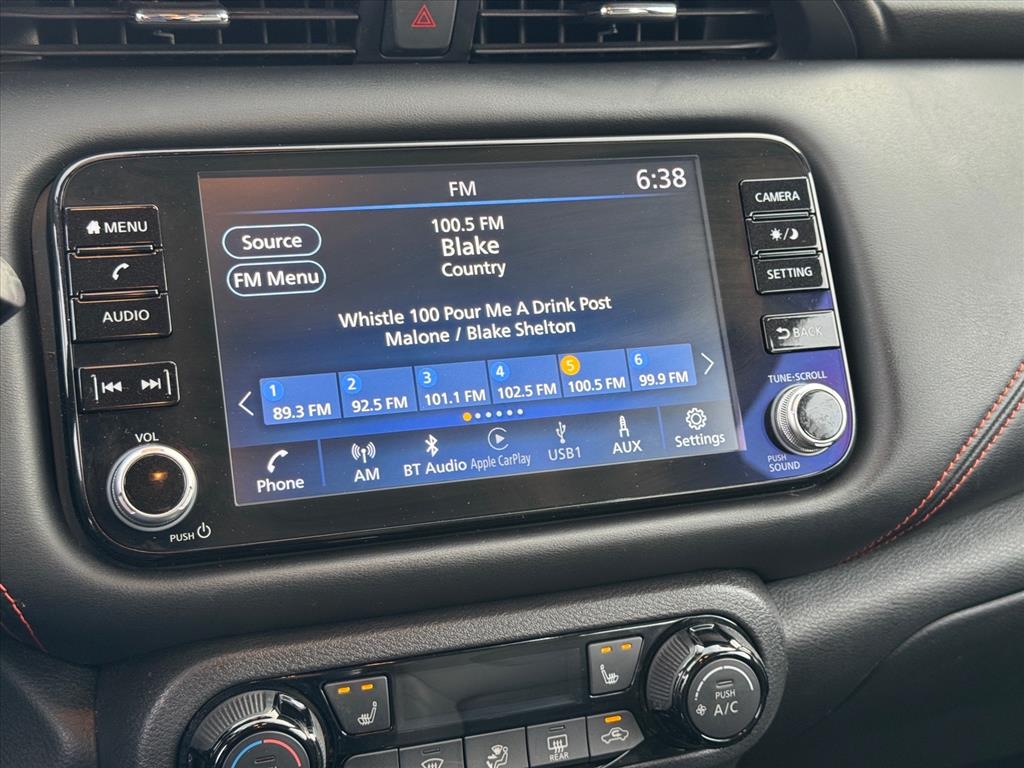 FM
6:38
100.5 FM
Blake
Country
Source
FM Menu
Whistle 100 Pour Me A Drink Post
Malone / Blake Shelton
1 2 3 4 5 6
89.3 FM 92.5 FM 101.1 FM 102.5 FM 100.5 FM 99.9 FM
Phone AM BT Audio Apple CarPlay USB1 AUX Settings
MENU
AUDIO
VOL
PUSH
CAMERA
SETTING
BACK
TUNE·SCROLL
PUSH
SOUND
PUSH
A/C
REAR